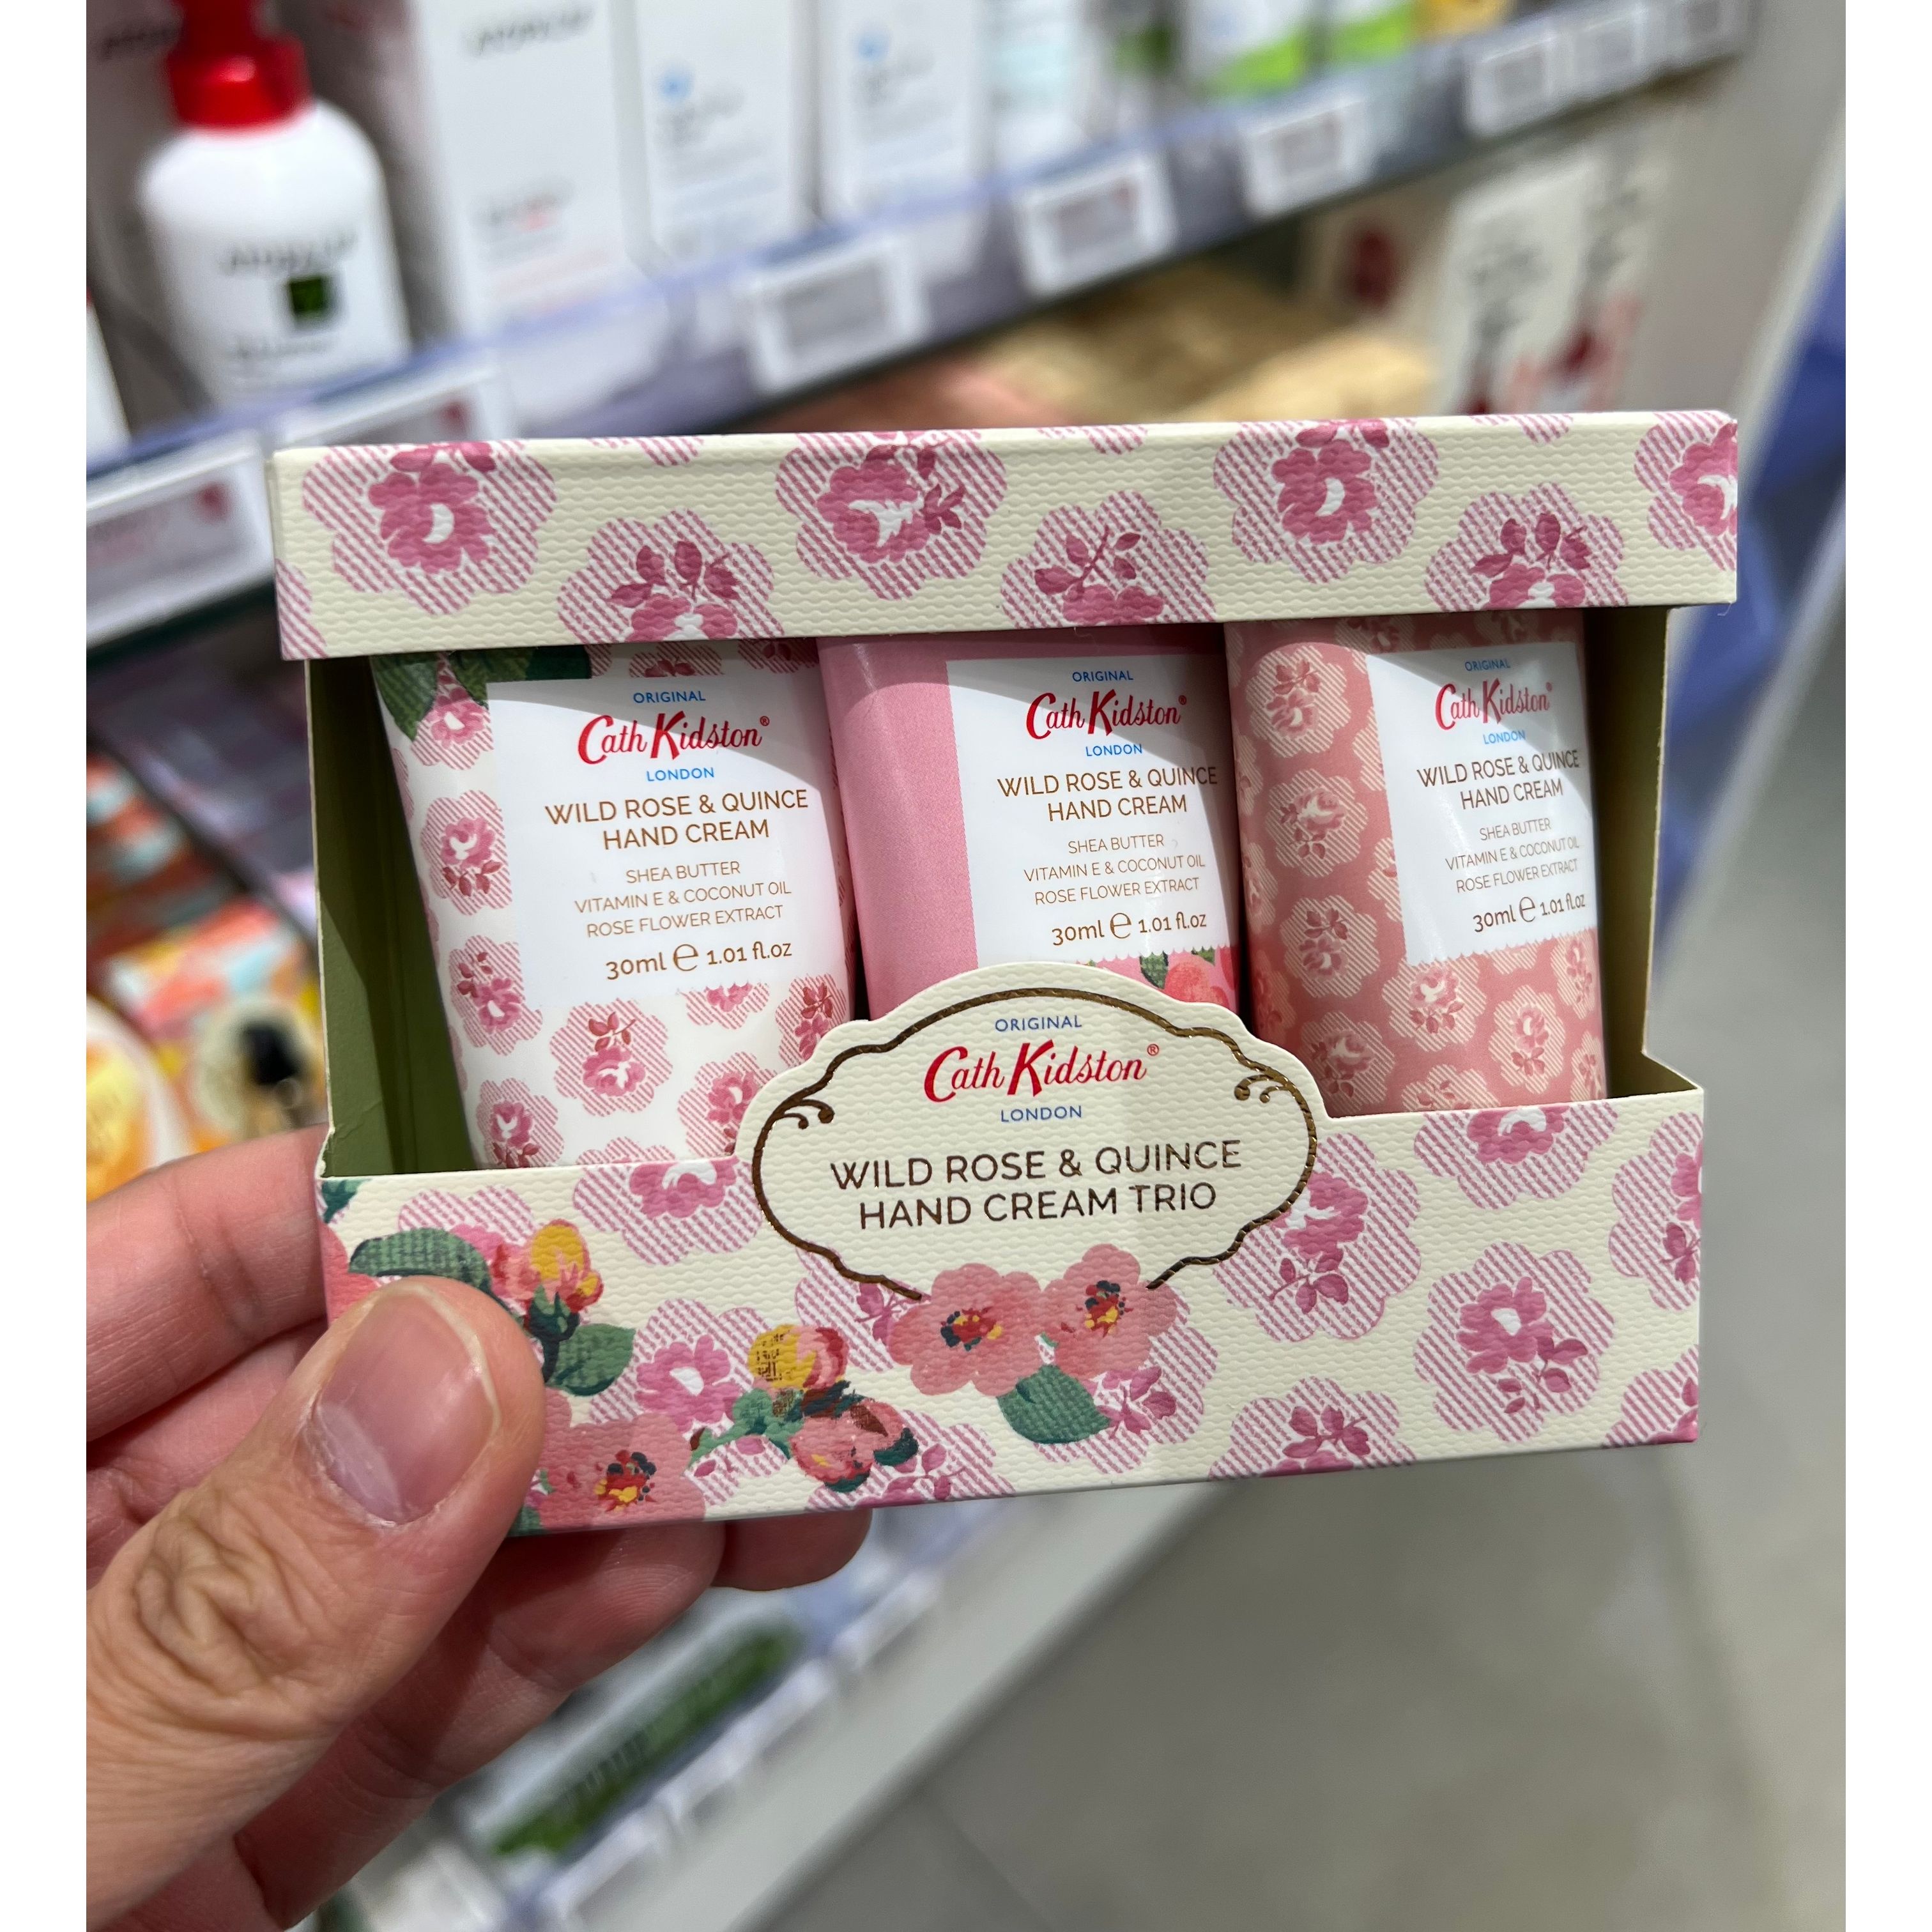 ORIGINAL
Cath Kidston®
LONDON
WILD ROSE & QUINCE
HAND CREAM
SHEA BUTTER
VITAMIN E & COCONUT OIL
ROSE FLOWER EXTRACT
30ml ℮ 1.01 fl.oz
ORIGINAL
Cath Kidston®
LONDON
WILD ROSE & QUINCE
HAND CREAM
SHEA BUTTER
VITAMIN E & COCONUT OIL
ROSE FLOWER EXTRACT
30ml ℮ 1.01 fl.oz
ORIGINAL
Cath Kidston®
LONDON
WILD ROSE & QUINCE
HAND CREAM
SHEA BUTTER
VITAMIN E & COCONUT OIL
ROSE FLOWER EXTRACT
30ml ℮ 1.01 fl.oz
ORIGINAL
Cath Kidston®
LONDON
WILD ROSE & QUINCE
HAND CREAM TRIO